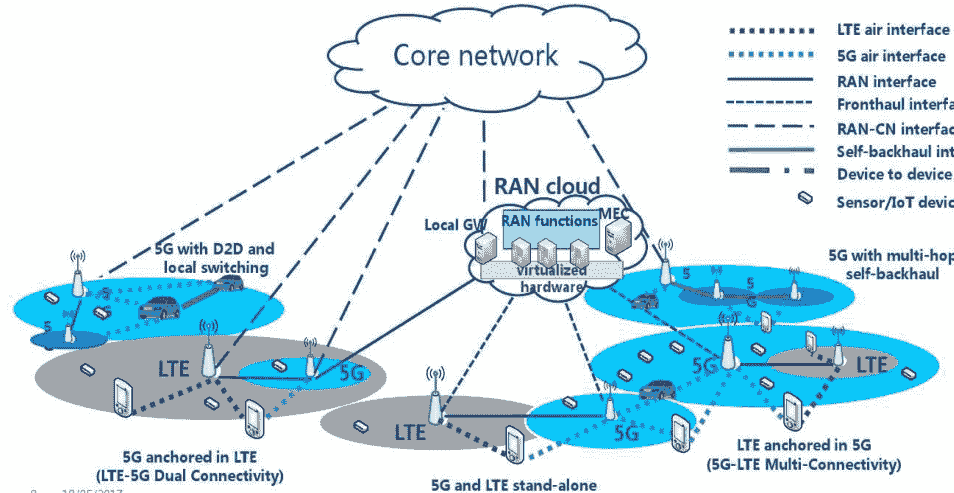 Core network
LTE air interface
5G air interface
RAN interface
Fronthaul interfa
RAN-CN interfac
Self-backhaul int
Device to device
Sensor/IoT devic
RAN cloud
Local GW
RAN functions
MEC
virtualized
hardware
5G with D2D and
local switching
5G with multi-hop
self-backhaul
5
5
5
5
G
LTE
5G
LTE
5G
5G
LTE
5G anchored in LTE
(LTE-5G Dual Connectivity)
5G and LTE stand-alone
LTE anchored in 5G
(5G-LTE Multi-Connectivity)